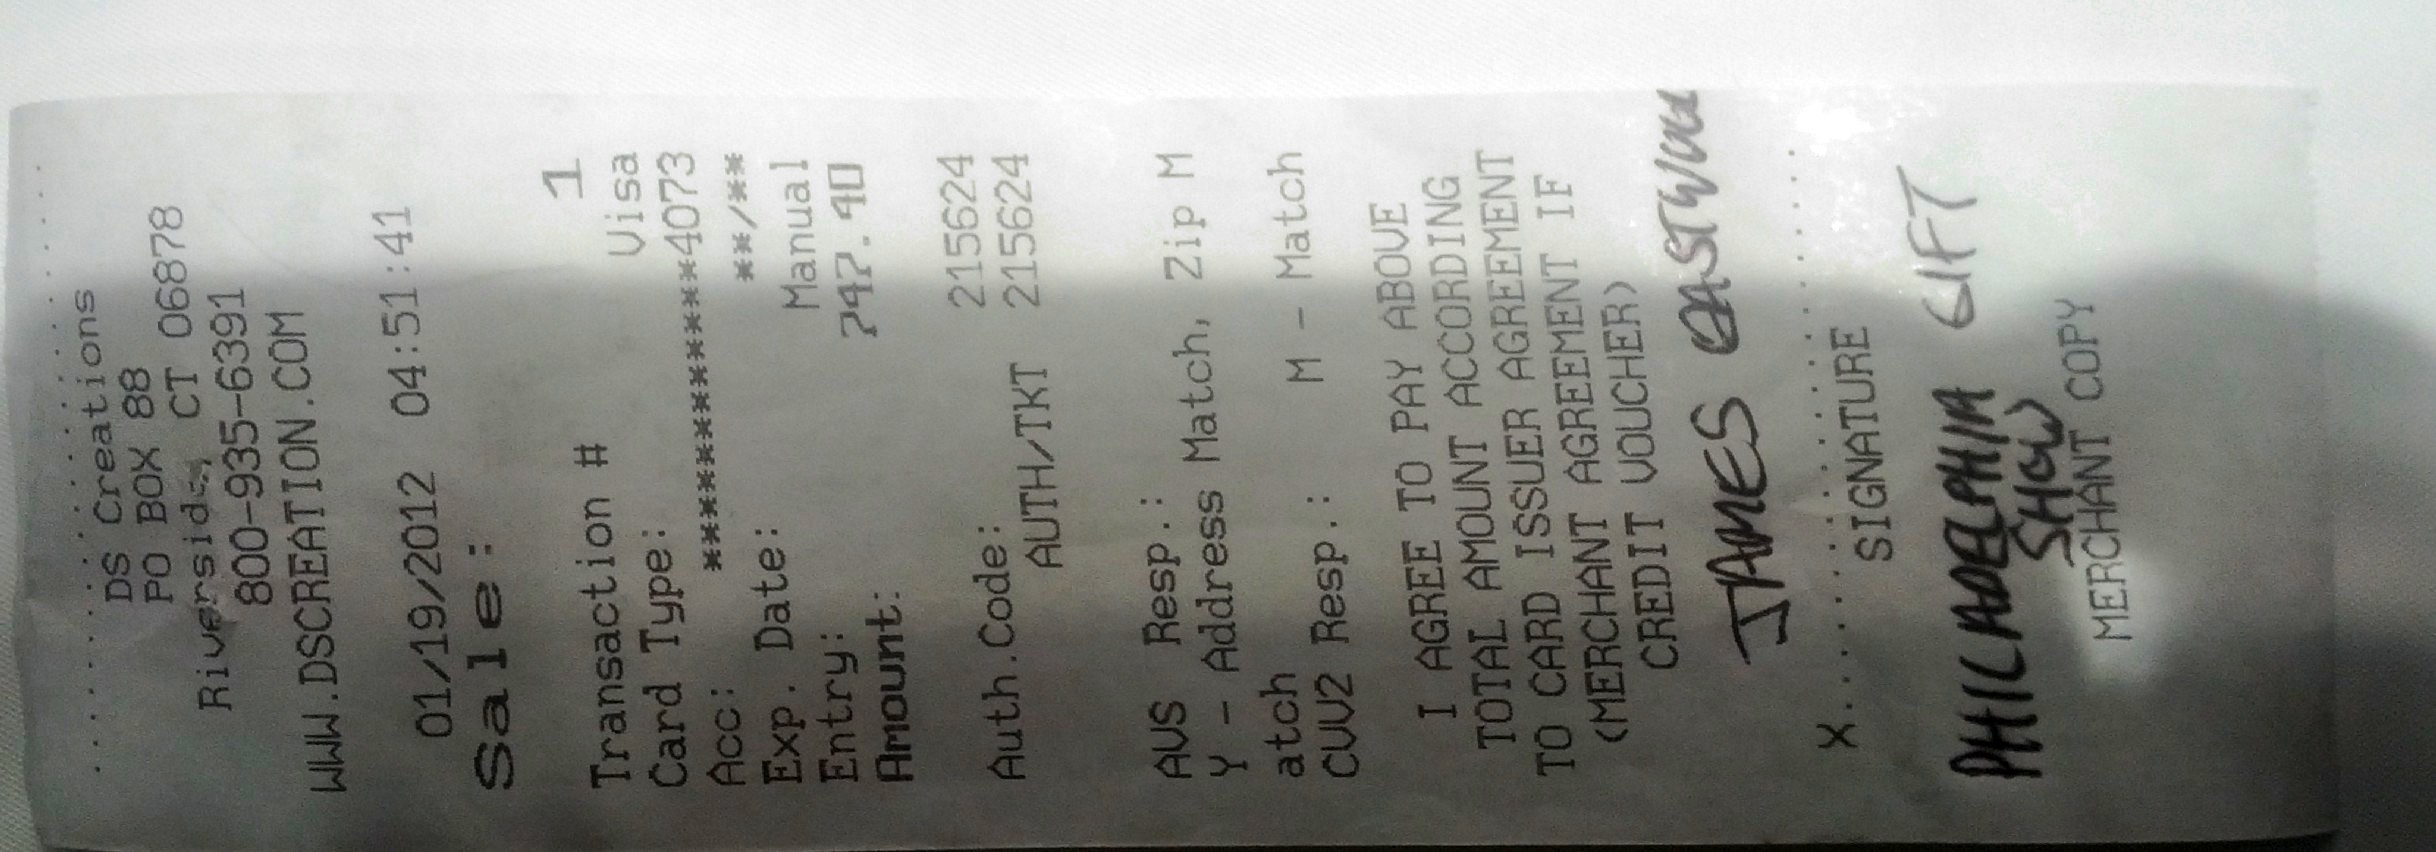 DS Creations
PO BOX 88
Riverside, CT 06878
800-935-6391
WWW.DSCREATION.COM
01/19/2012 04:51:41
Sale:
Transaction # 1
Card Type: Visa
Acc: ************4073
Exp. Date: **/**
Entry: Manual
Amount: 747.40
Auth.Code: 215624
AUTH/TKT 215624
AVS Resp.:
Y - Address Match, Zip M
atch
CVV2 Resp.: M - Match
I AGREE TO PAY ABOVE
TOTAL AMOUNT ACCORDING
TO CARD ISSUER AGREEMENT
(MERCHANT AGREEMENT IF
CREDIT VOUCHER)
JAMES
X
SIGNATURE
PHILADELPHIA GIFT
SHOW
MERCHANT COPY